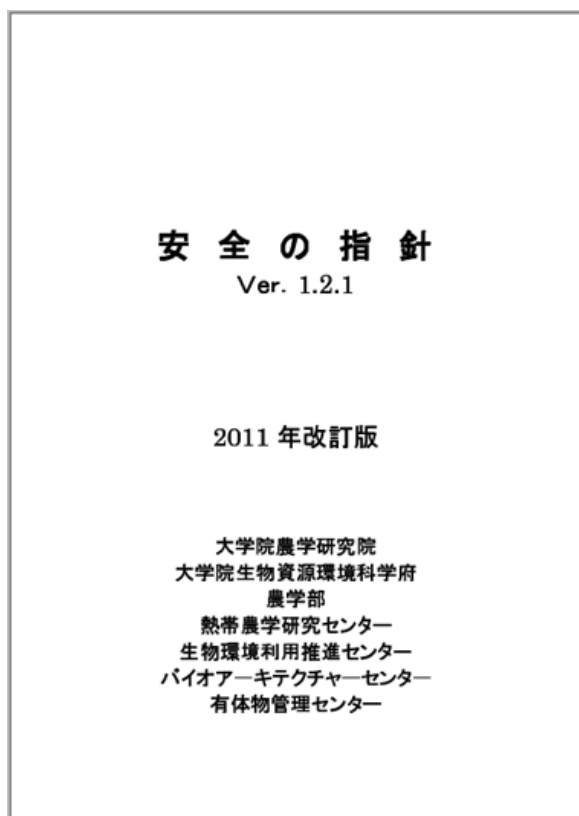 安 全 の 指 針
Ver. 1.2.1
2011 年改訂版
大学院農学研究院
大学院生物資源環境科学府
農学部
熱帯農学研究センター
生物環境利用推進センター
バイオアーキテクチャーセンター
有体物管理センター